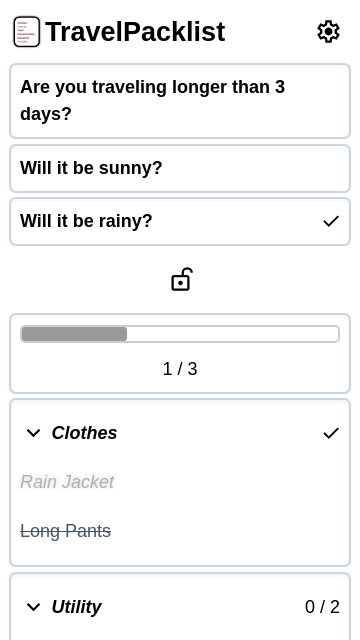 TravelPacklist
Are you traveling longer than 3
days?
Will it be sunny?
Will it be rainy?
1 / 3
Clothes
Rain Jacket
Long Pants
Utility
0 / 2